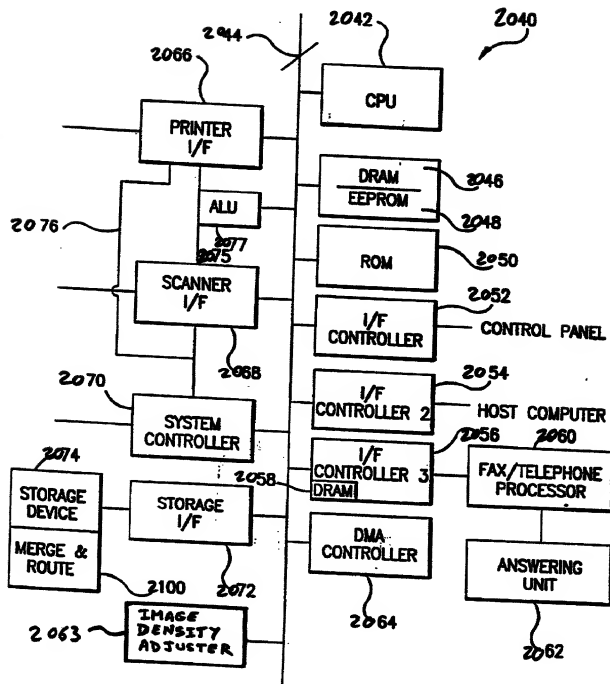 2044
2042
2040
2066
CPU
PRINTER
I/F
DRAM
2046
EEPROM
2048
2076
ALU
2077
2075
ROM
2050
SCANNER
I/F
2052
I/F
CONTROLLER
CONTROL PANEL
2068
2070
2054
I/F
CONTROLLER 2
HOST COMPUTER
SYSTEM
CONTROLLER
2056
2060
2074
2058
I/F
CONTROLLER 3
DRAM
FAX/TELEPHONE
PROCESSOR
STORAGE
DEVICE
STORAGE
I/F
MERGE &
ROUTE
DMA
CONTROLLER
ANSWERING
UNIT
2100
2072
2063
IMAGE
DENSITY
ADJUSTER
2064
2062